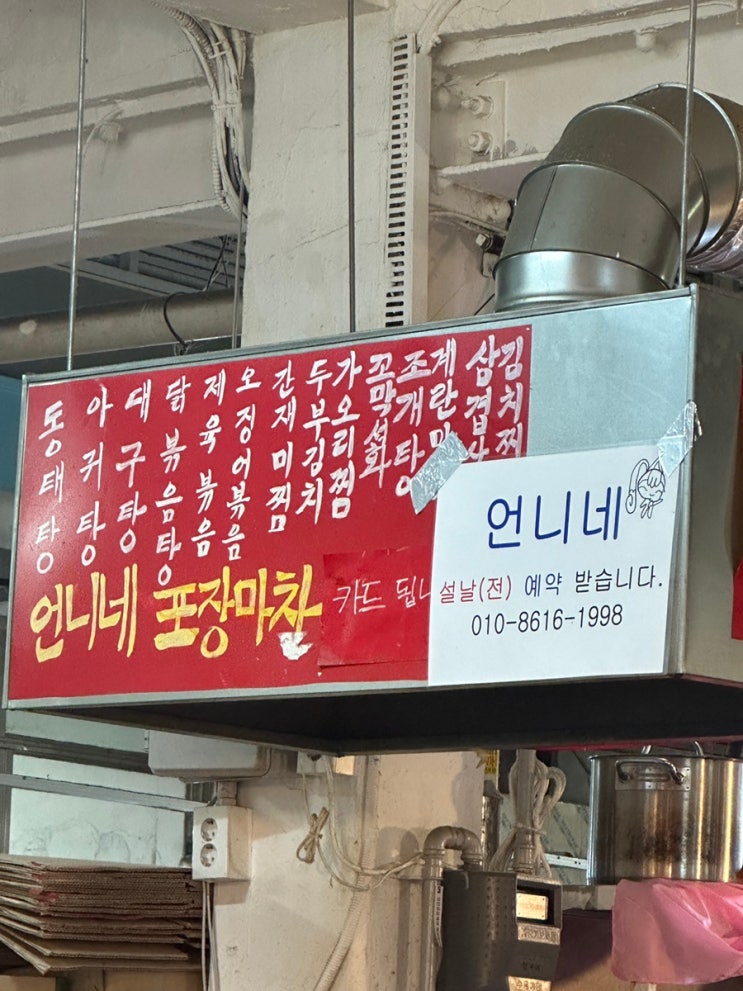 동태탕
아귀탕
대구탕
닭볶음탕
제육볶음
오징어볶음
간재미찜
두부김치
가오리찜
꼬막
조개탕
계란
삼겹
김치찌
언니네 포장마차
카드 됩니
언니네
설날(전) 예약 받습니다.
010-8616-1998